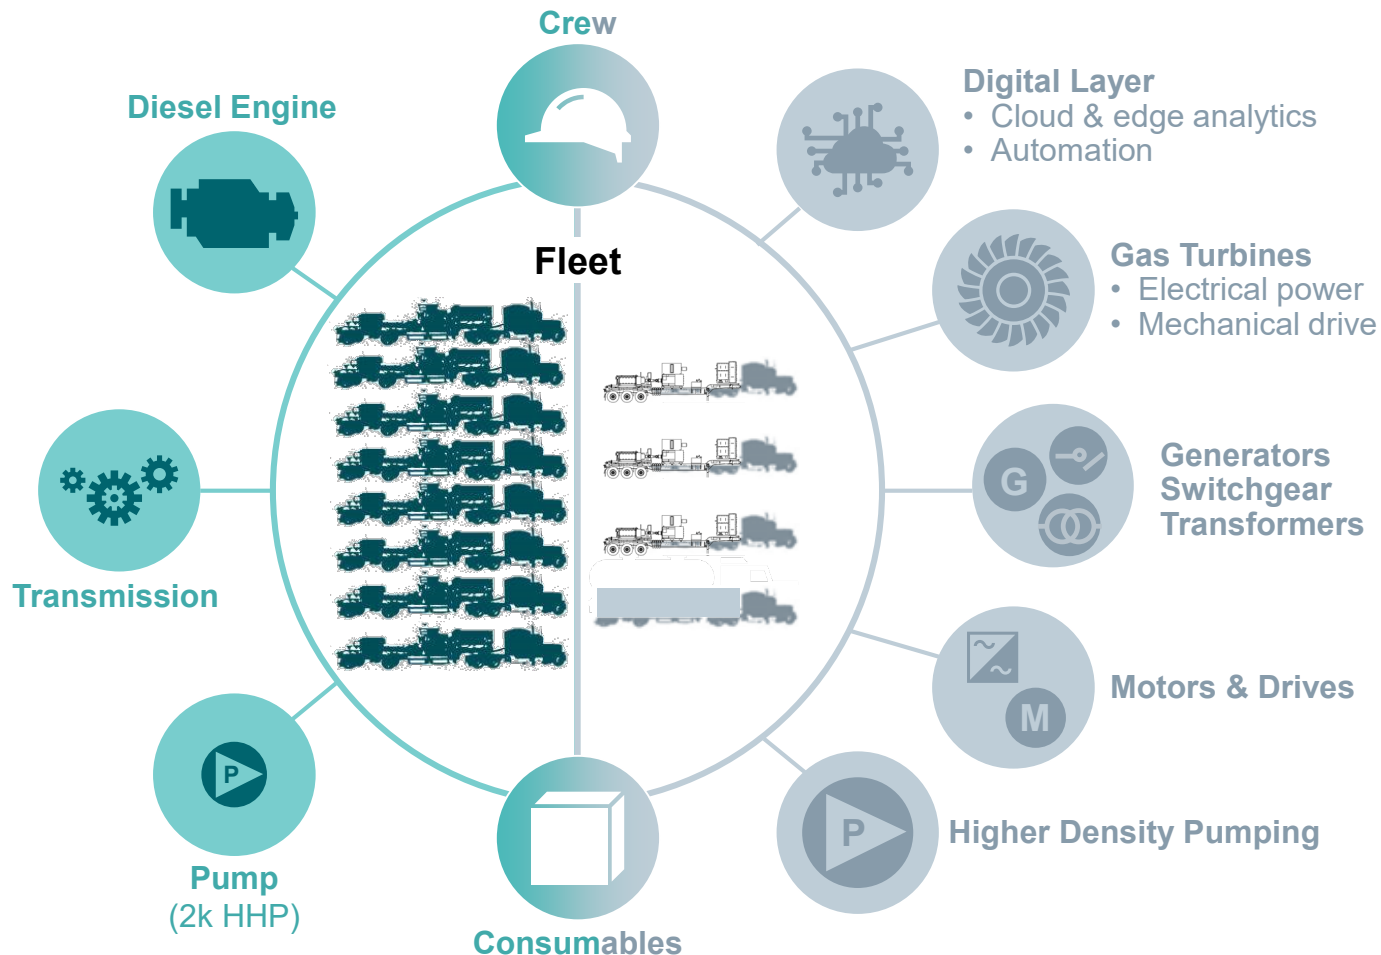 Crew
Diesel Engine
Digital Layer
• Cloud & edge analytics
• Automation
Fleet
Gas Turbines
• Electrical power
• Mechanical drive
Generators
Switchgear
Transformers
G
Transmission
Motors & Drives
M
P
Pump
(2k HHP)
P
Higher Density Pumping
Consumables